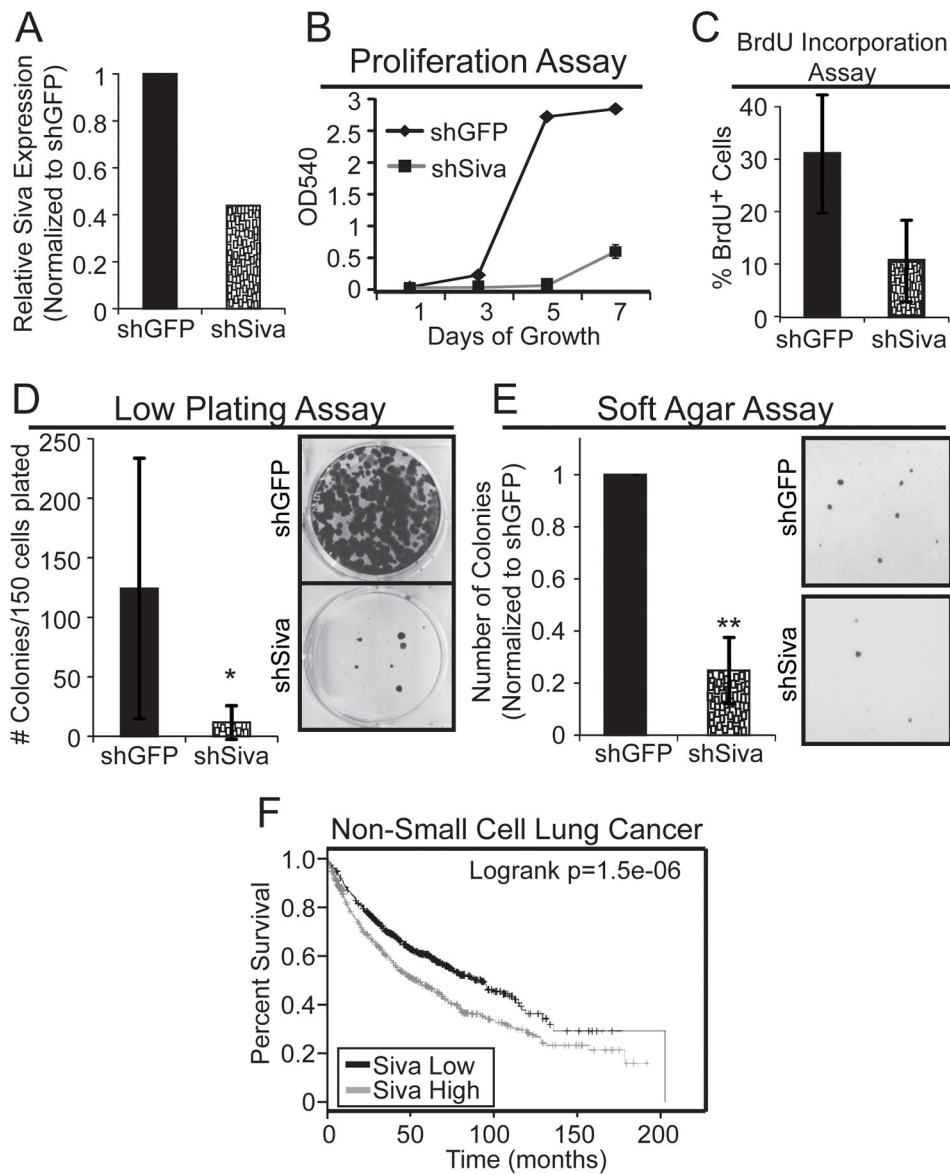 A
Relative Siva Expression
(Normalized to shGFP)
1
0.8
0.6
0.4
0.2
0
shGFP shSiva
B
Proliferation Assay
OD540
3
2.5
2
1.5
1
0.5
0
shGFP
shSiva
1 3 5 7
Days of Growth
C
BrdU Incorporation
Assay
% BrdU+ Cells
40
30
20
10
0
shGFP shSiva
D
Low Plating Assay
# Colonies/150 cells plated
250
200
150
100
50
0
*
shGFP shSiva
shGFP
shSiva
E
Soft Agar Assay
Number of Colonies
(Normalized to shGFP)
1
0.8
0.6
0.4
0.2
0
**
shGFP shSiva
shGFP
shSiva
F
Non-Small Cell Lung Cancer
Logrank p=1.5e-06
Percent Survival
1.0
0.8
0.6
0.4
0.2
0
Siva Low
Siva High
0 50 100 150 200
Time (months)